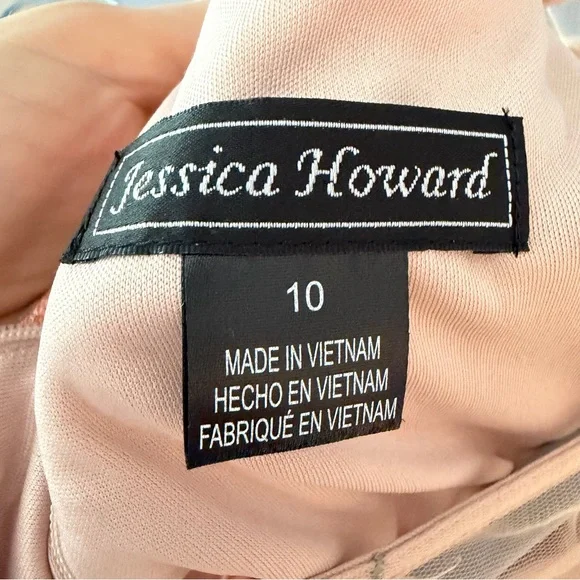 Jessica Howard
10
MADE IN VIETNAM
HECHO EN VIETNAM
FABRIQUÉ EN VIETNAM